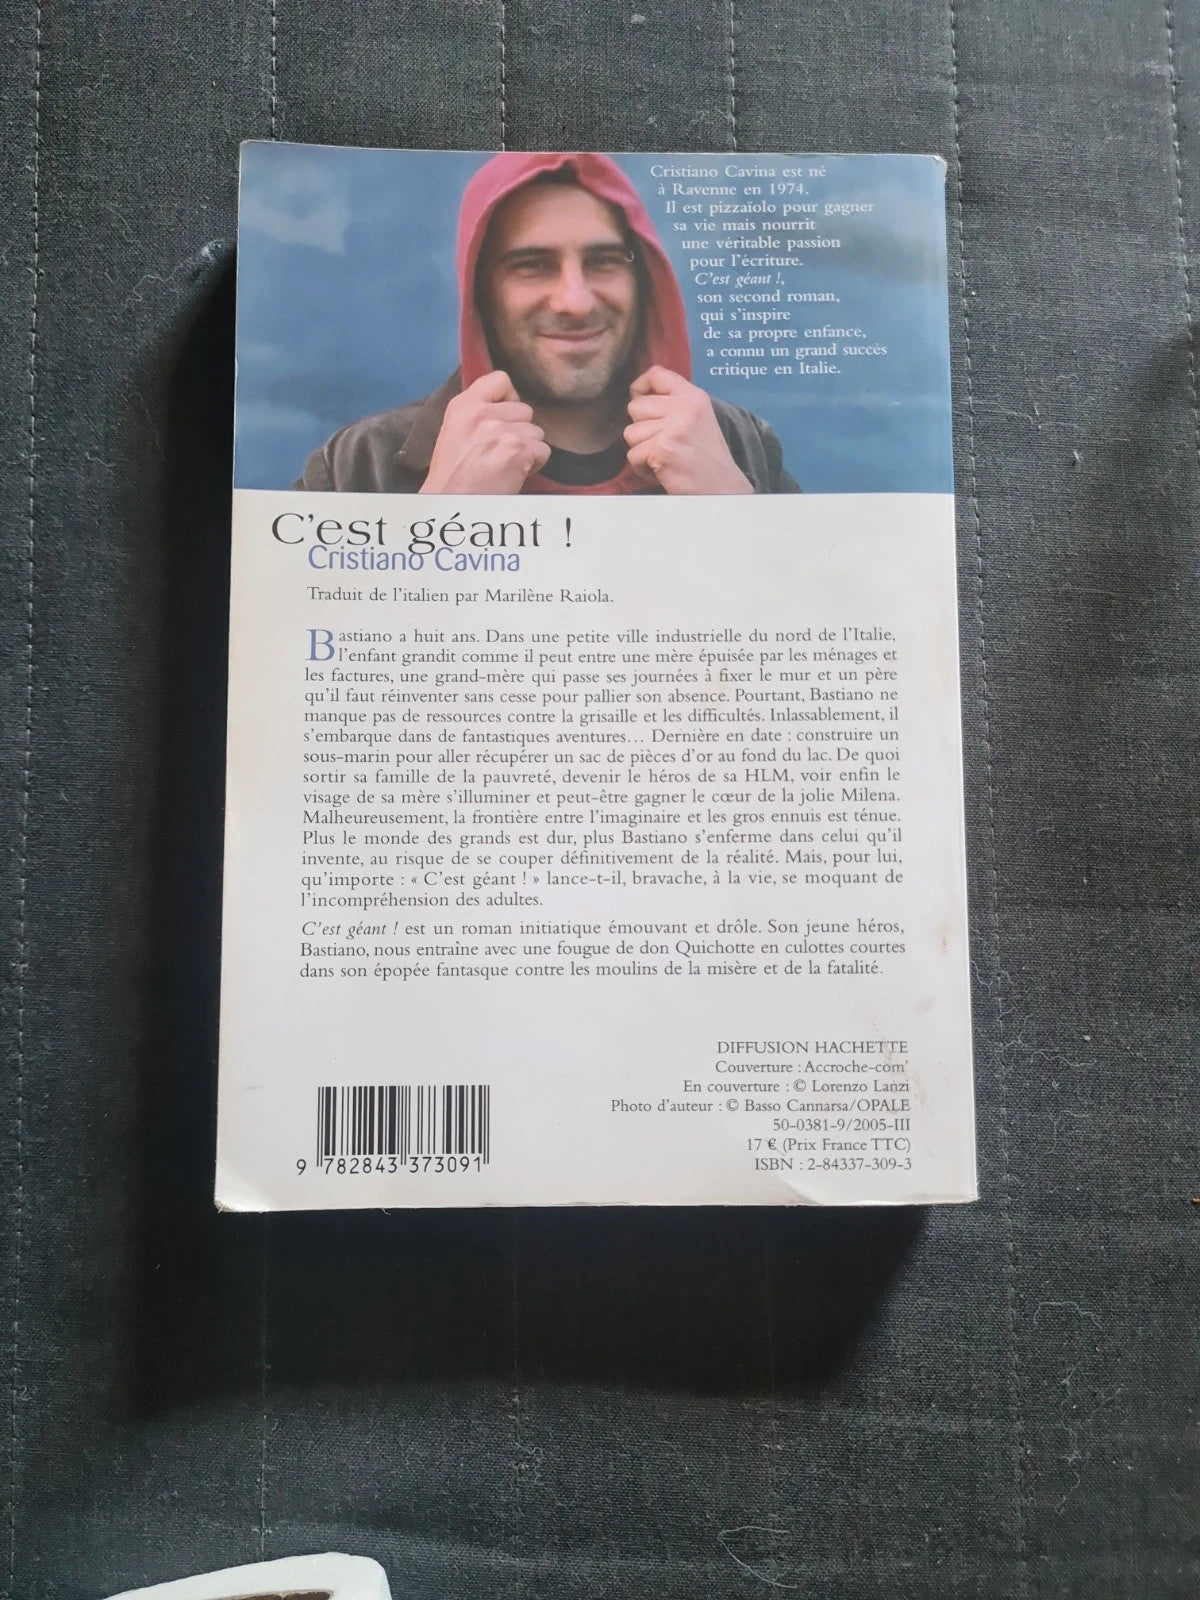 Cristiano Cavina est né
à Ravenne en 1974.
Il est pizzaïolo pour gagner
sa vie mais nourrit
une véritable passion
pour l'écriture.
C'est géant !,
son second roman,
qui s'inspire
de sa propre enfance,
a connu un grand succès
critique en Italie.
C'est géant !
Cristiano Cavina
Traduit de l'italien par Marilène Raiola.
Bastiano a huit ans. Dans une petite ville industrielle du nord de l'Italie,
l'enfant grandit comme il peut entre une mère épuisée par les ménages et
les factures, une grand-mère qui passe ses journées à fixer le mur et un père
qu'il faut réinventer sans cesse pour pallier son absence. Pourtant, Bastiano ne
manque pas de ressources contre la grisaille et les difficultés. Inlassablement, il
s'embarque dans de fantastiques aventures... Dernière en date : construire un
sous-marin pour aller récupérer un sac de pièces d'or au fond du lac. De quoi
sortir sa famille de la pauvreté, devenir le héros de sa HLM, voir enfin le
visage de sa mère s'illuminer et peut-être gagner le cœur de la jolie Milena.
Malheureusement, la frontière entre l'imaginaire et les gros ennuis est ténue.
Plus le monde des grands est dur, plus Bastiano s'enferme dans celui qu'il
invente, au risque de se couper définitivement de la réalité. Mais, pour lui,
qu'importe : « C'est géant ! » lance-t-il, bravache, à la vie, se moquant de
l'incompréhension des adultes.
C'est géant ! est un roman initiatique émouvant et drôle. Son jeune héros,
Bastiano, nous entraîne avec une fougue de don Quichotte en culottes courtes
dans son épopée fantasque contre les moulins de la misère et de la fatalité.
DIFFUSION HACHETTE
Couverture : Accroche-com'
En couverture : © Lorenzo Lanzi
Photo d'auteur : © Basso Cannarsa/OPALE
50-0381-9/2005-III
17 € (Prix France TTC)
ISBN : 2-84337-309-3
9 782843 373091